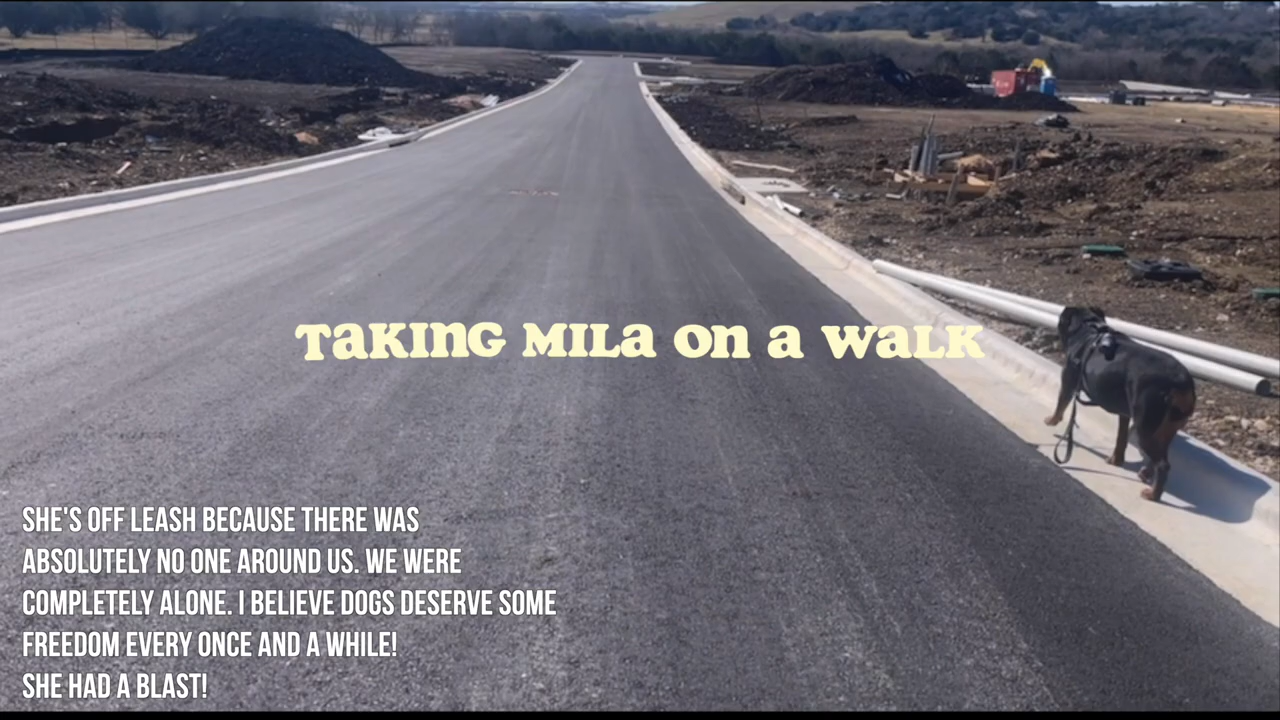 TAKING MILA ON A WALK
SHE'S OFF LEASH BECAUSE THERE WAS
ABSOLUTELY NO ONE AROUND US. WE WERE
COMPLETELY ALONE. I BELIEVE DOGS DESERVE SOME
FREEDOM EVERY ONCE AND A WHILE!
SHE HAD A BLAST!